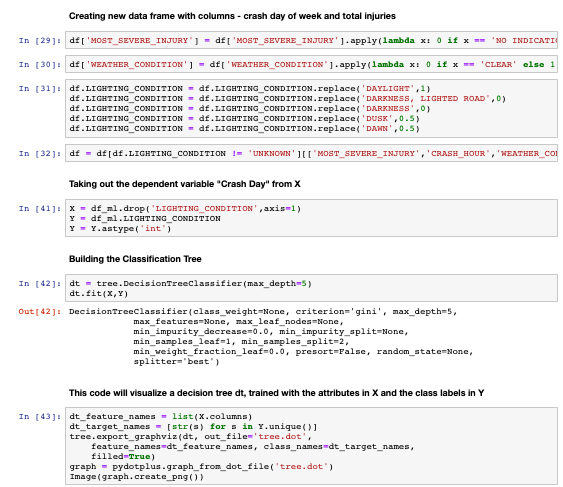 Creating new data frame with columns - crash day of week and total injuries
In [29]: df['MOST_SEVERE_INJURY'] = df['MOST_SEVERE_INJURY'].apply(lambda x: 0 if x == 'NO INDICATI
In [30]: df['WEATHER_CONDITION'] = df['WEATHER_CONDITION'].apply(lambda x: 0 if x == 'CLEAR' else 1
In [31]: df.LIGHTING_CONDITION = df.LIGHTING_CONDITION.replace('DAYLIGHT',1)
df.LIGHTING_CONDITION = df.LIGHTING_CONDITION.replace('DARKNESS, LIGHTED ROAD',0)
df.LIGHTING_CONDITION = df.LIGHTING_CONDITION.replace('DARKNESS',0)
df.LIGHTING_CONDITION = df.LIGHTING_CONDITION.replace('DUSK',0.5)
df.LIGHTING_CONDITION = df.LIGHTING_CONDITION.replace('DAWN',0.5)
In [32]: df = df[df.LIGHTING_CONDITION != 'UNKNOWN'][['MOST_SEVERE_INJURY','CRASH_HOUR','WEATHER_CON
Taking out the dependent variable "Crash Day" from X
In [41]: X = df_ml.drop('LIGHTING_CONDITION',axis=1)
Y = df_ml.LIGHTING_CONDITION
Y = Y.astype('int')
Building the Classification Tree
In [42]: dt = tree.DecisionTreeClassifier(max_depth=5)
dt.fit(X,Y)
Out[42]: DecisionTreeClassifier(class_weight=None, criterion='gini', max_depth=5,
max_features=None, max_leaf_nodes=None,
min_impurity_decrease=0.0, min_impurity_split=None,
min_samples_leaf=1, min_samples_split=2,
min_weight_fraction_leaf=0.0, presort=False, random_state=None,
splitter='best')
This code will visualize a decision tree dt, trained with the attributes in X and the class labels in Y
In [43]: dt_feature_names = list(X.columns)
dt_target_names = [str(s) for s in Y.unique()]
tree.export_graphviz(dt, out_file='tree.dot',
feature_names=dt_feature_names, class_names=dt_target_names,
filled=True)
graph = pydotplus.graph_from_dot_file('tree.dot')
Image(graph.create_png())